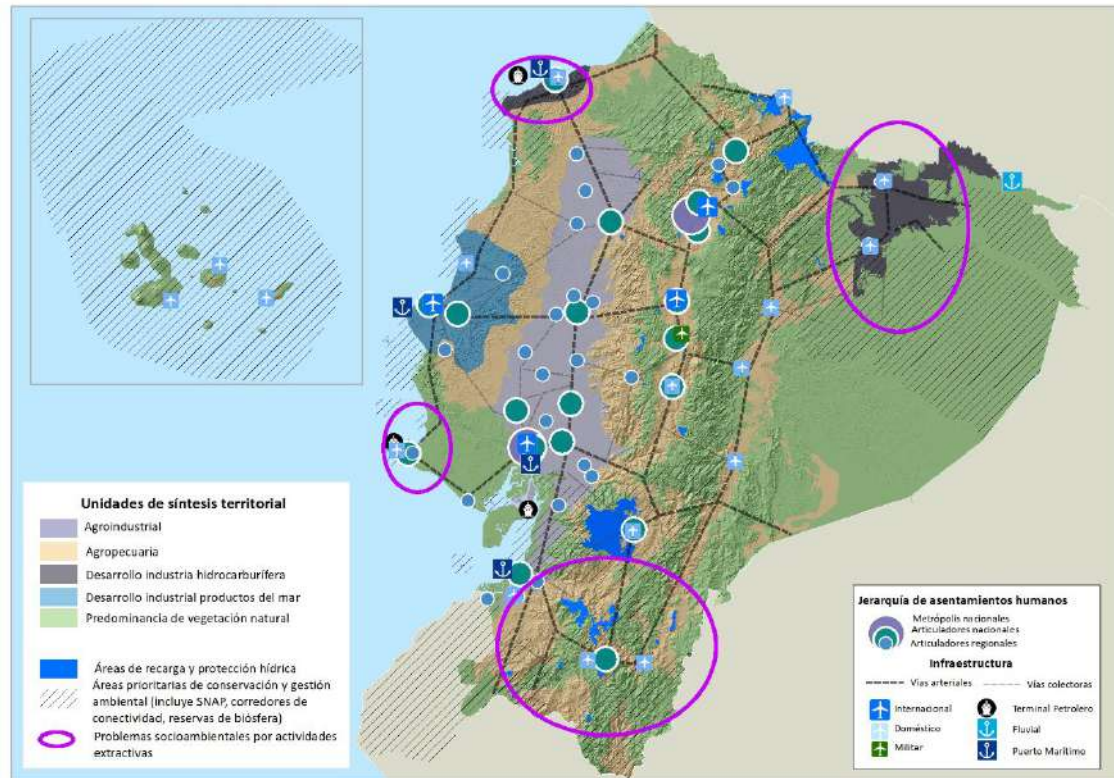 Unidades de síntesis territorial
Agroindustrial
Agropecuaria
Desarrollo industria hidrocarburífera
Desarrollo industrial productos del mar
Predominancia de vegetación natural
Áreas de recarga y protección hídrica
Áreas prioritarias de conservación y gestión
ambiental (incluye SNAP, corredores de
conectividad, reservas de biósfera)
Problemas socioambientales por actividades
extractivas
Jerarquía de asentamientos humanos
Metrópolis nacionales
Articuladores nacionales
Articuladores regionales
Infraestructura
Vías arteriales
Vías colectoras
Internacional
Terminal Petrolero
Doméstico
Fluvial
Militar
Puerto Marítimo